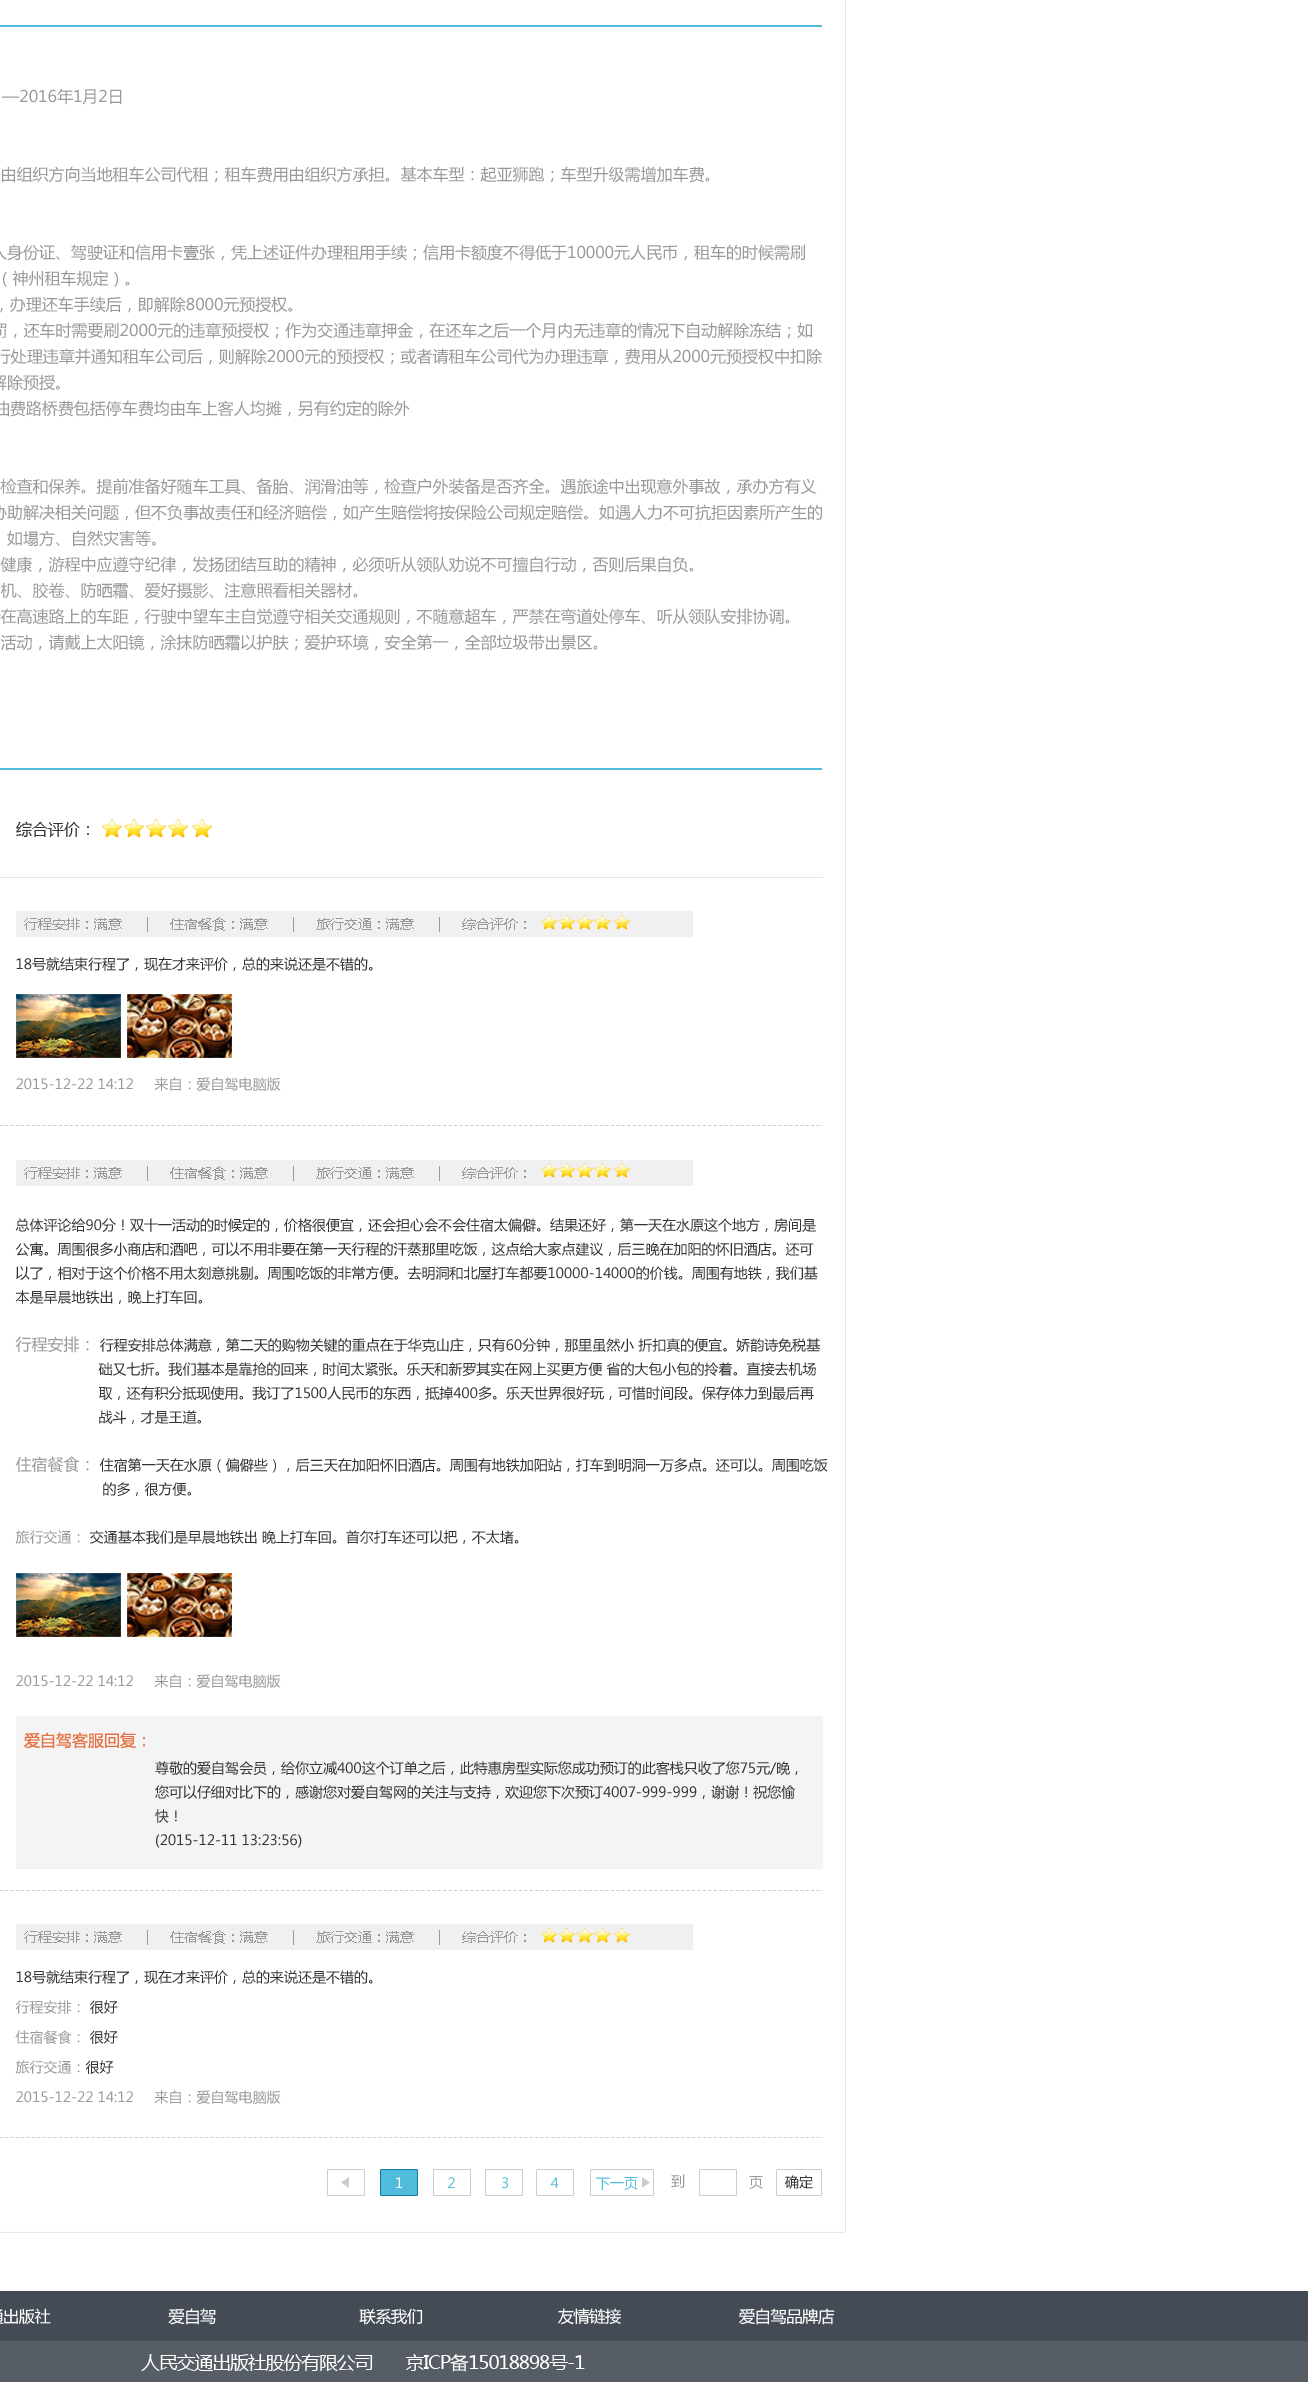 —2016年1月2日
由组织方向当地租车公司代租；租车费用由组织方承担。基本车型：起亚狮跑；车型升级需增加车费。
人身份证、驾驶证和信用卡壹张，凭上述证件办理租用手续；信用卡额度不得低于10000元人民币，租车的时候需刷
（神州租车规定）。
，办理还车手续后，即解除8000元预授权。
罚，还车时需要刷2000元的违章预授权；作为交通违章押金，在还车之后一个月内无违章的情况下自动解除冻结；如
行处理违章并通知租车公司后，则解除2000元的预授权；或者请租车公司代为办理违章，费用从2000元预授权中扣除
解除预授。
油费路桥费包括停车费均由车上客人均摊，另有约定的除外
检查和保养。提前准备好随车工具、备胎、润滑油等，检查户外装备是否齐全。遇旅途中出现意外事故，承办方有义
协助解决相关问题，但不负事故责任和经济赔偿，如产生赔偿将按保险公司规定赔偿。如遇人力不可抗拒因素所产生的
如塌方、自然灾害等。
健康，游程中应遵守纪律，发扬团结互助的精神，必须听从领队劝说不可擅自行动，否则后果自负。
机、胶卷、防晒霜、爱好摄影、注意照看相关器材。
在高速路上的车距，行驶中望车主自觉遵守相关交通规则，不随意超车，严禁在弯道处停车、听从领队安排协调。
活动，请戴上太阳镜，涂抹防晒霜以护肤；爱护环境，安全第一，全部垃圾带出景区。
综合评价：
行程安排：满意 | 住宿餐食：满意 | 旅行交通：满意 | 综合评价：
18号就结束行程了，现在才来评价，总的来说还是不错的。
2015-12-22 14:12 来自：爱自驾电脑版
行程安排：满意 | 住宿餐食：满意 | 旅行交通：满意 | 综合评价：
总体评论给90分！双十一活动的时候定的，价格很便宜，还会担心会不会住宿太偏僻。结果还好，第一天在水原这个地方，房间是
公寓。周围很多小商店和酒吧，可以不用非要在第一天行程的汗蒸那里吃饭，这点给大家点建议，后三晚在加阳的怀旧酒店。还可
以了，相对于这个价格不用太刻意挑剔。周围吃饭的非常方便。去明洞和北屋打车都要10000-14000的价钱。周围有地铁，我们基
本是早晨地铁出，晚上打车回。
行程安排： 行程安排总体满意，第二天的购物关键的重点在于华克山庄，只有60分钟，那里虽然小 折扣真的便宜。娇韵诗免税基
础又七折。我们基本是靠抢的回来，时间太紧张。乐天和新罗其实在网上买更方便 省的大包小包的拎着。直接去机场
取，还有积分抵现使用。我订了1500人民币的东西，抵掉400多。乐天世界很好玩，可惜时间段。保存体力到最后再
战斗，才是王道。
住宿餐食： 住宿第一天在水原（偏僻些），后三天在加阳怀旧酒店。周围有地铁加阳站，打车到明洞一万多点。还可以。周围吃饭
的多，很方便。
旅行交通： 交通基本我们是早晨地铁出 晚上打车回。首尔打车还可以把，不太堵。
2015-12-22 14:12 来自：爱自驾电脑版
爱自驾客服回复：
尊敬的爱自驾会员，给你立减400这个订单之后，此特惠房型实际您成功预订的此客栈只收了您75元/晚，
您可以仔细对比下的，感谢您对爱自驾网的关注与支持，欢迎您下次预订4007-999-999，谢谢！祝您愉
快！
(2015-12-11 13:23:56)
行程安排：满意 | 住宿餐食：满意 | 旅行交通：满意 | 综合评价：
18号就结束行程了，现在才来评价，总的来说还是不错的。
行程安排： 很好
住宿餐食： 很好
旅行交通：很好
2015-12-22 14:12 来自：爱自驾电脑版
1 2 3 4 下一页 到 页 确定
通出版社 爱自驾 联系我们 友情链接 爱自驾品牌店
人民交通出版社股份有限公司 京ICP备15018898号-1